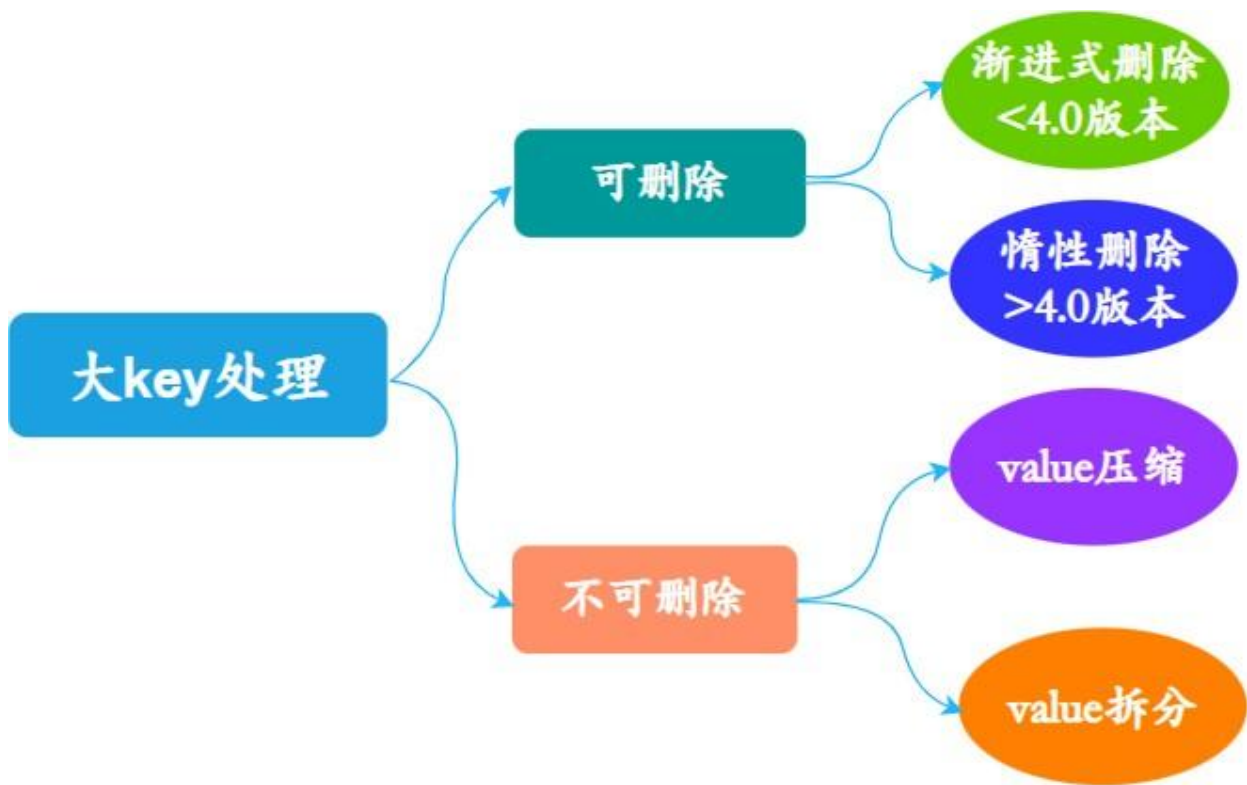 大key处理
可删除
渐进式删除
<4.0版本
惰性删除
>4.0版本
不可删除
value压缩
value拆分